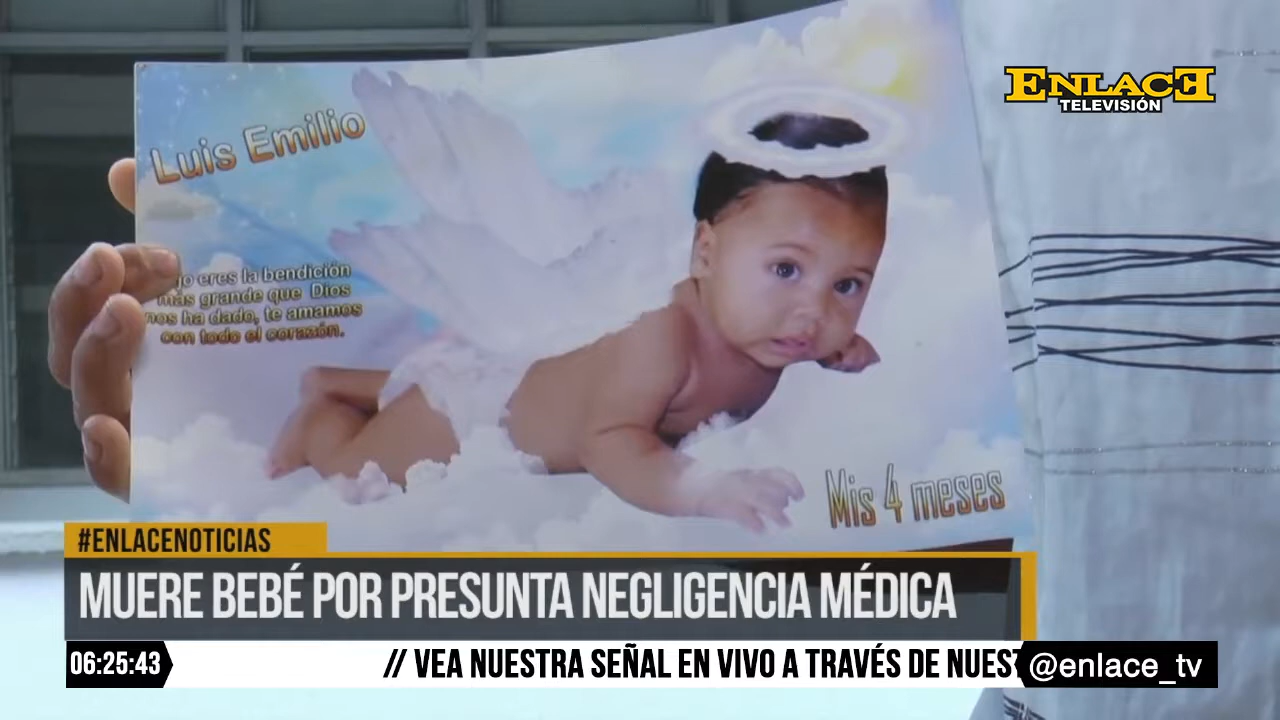 ENLACE
TELEVISIÓN
Luis Emilio
jo eres la bendición
más grande que Dios
nos ha dado, te amamos
con todo el corazón.
Mis 4 meses
#ENLACENOTICIAS
MUERE BEBÉ POR PRESUNTA NEGLIGENCIA MÉDICA
06:25:43
// VEA NUESTRA SEÑAL EN VIVO A TRAVÉS DE NUEST
@enlace_tv